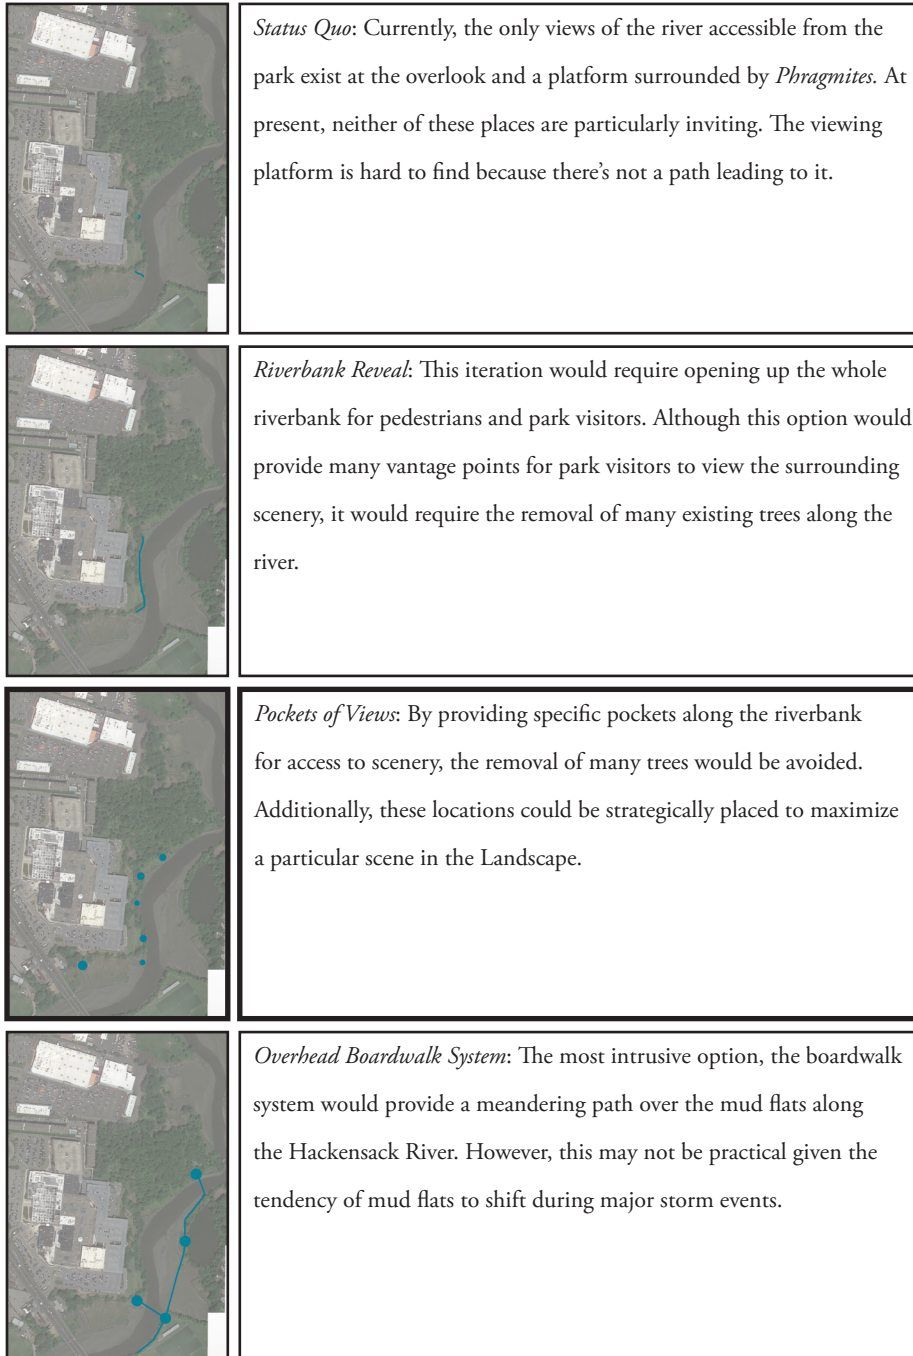 Status Quo: Currently, the only views of the river accessible from the
park exist at the overlook and a platform surrounded by Phragmites. At
present, neither of these places are particularly inviting. The viewing
platform is hard to find because there’s not a path leading to it.
Riverbank Reveal: This iteration would require opening up the whole
riverbank for pedestrians and park visitors. Although this option would
provide many vantage points for park visitors to view the surrounding
scenery, it would require the removal of many existing trees along the
river.
Pockets of Views: By providing specific pockets along the riverbank
for access to scenery, the removal of many trees would be avoided.
Additionally, these locations could be strategically placed to maximize
a particular scene in the Landscape.
Overhead Boardwalk System: The most intrusive option, the boardwalk
system would provide a meandering path over the mud flats along
the Hackensack River. However, this may not be practical given the
tendency of mud flats to shift during major storm events.